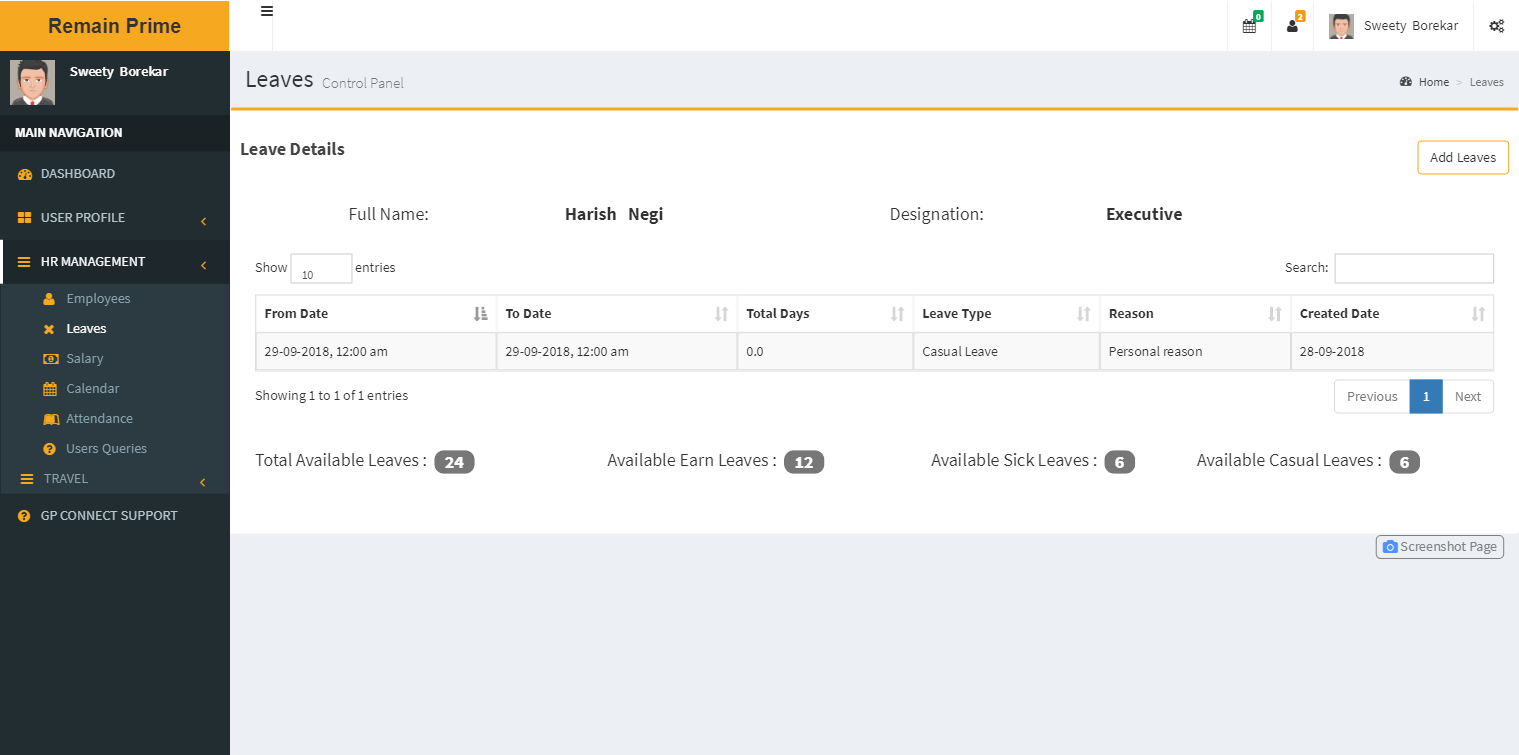 Remain Prime
0
2
Sweety Borekar
Sweety Borekar
Leaves Control Panel
Home > Leaves
MAIN NAVIGATION
DASHBOARD
USER PROFILE
HR MANAGEMENT
Employees
Leaves
Salary
Calendar
Attendance
Users Queries
TRAVEL
GP CONNECT SUPPORT
Leave Details
Add Leaves
Full Name: Harish Negi Designation: Executive
Show 10 entries Search:
From Date To Date Total Days Leave Type Reason Created Date
29-09-2018, 12:00 am 29-09-2018, 12:00 am 0.0 Casual Leave Personal reason 28-09-2018
Showing 1 to 1 of 1 entries Previous 1 Next
Total Available Leaves : 24 Available Earn Leaves : 12 Available Sick Leaves : 6 Available Casual Leaves : 6
Screenshot Page